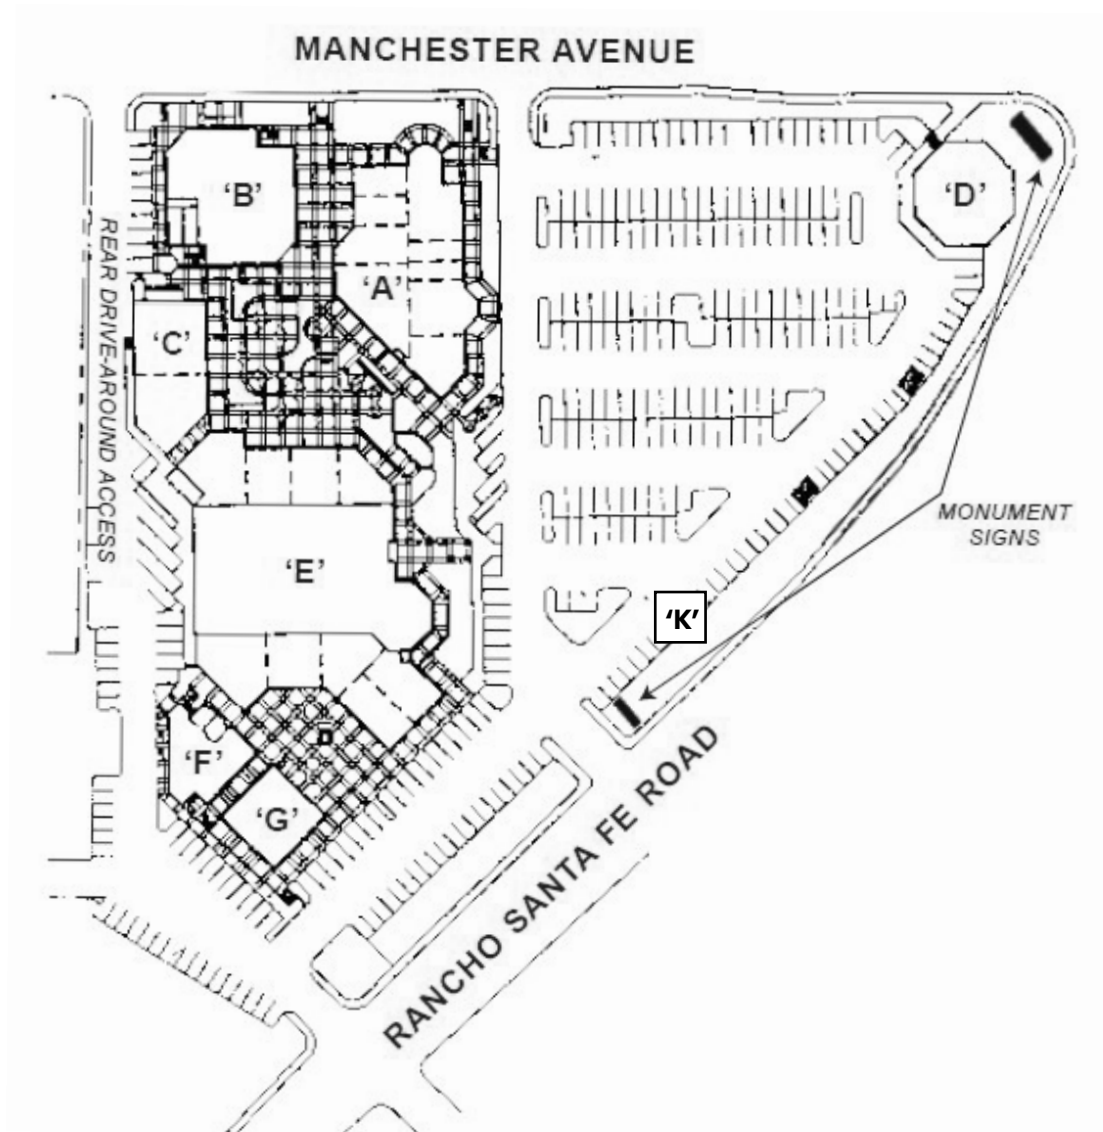 MANCHESTER AVENUE
'B'
'D'
'A'
'C'
REAR DRIVE-AROUND ACCESS
MONUMENT
SIGNS
'E'
'K'
'F'
'G'
RANCHO SANTA FE ROAD